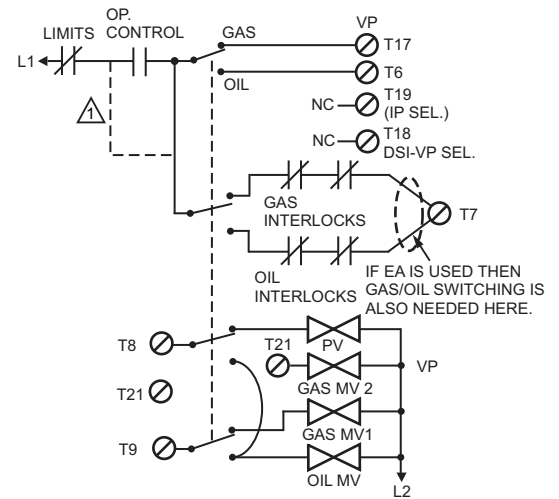 OP.
CONTROL
LIMITS
GAS
VP
L1
T17
T6
OIL
1
NC
T19
(IP SEL.)
NC
T18
DSI-VP SEL.
GAS
INTERLOCKS
T7
OIL
INTERLOCKS
IF EA IS USED THEN
GAS/OIL SWITCHING IS
ALSO NEEDED HERE.
T8
T21
PV
VP
T21
GAS MV 2
GAS MV1
T9
OIL MV
L2